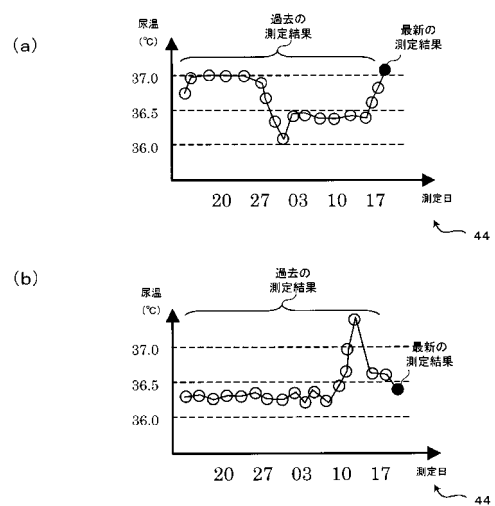 (a)
尿温
(℃)
過去の
測定結果
最新の
測定結果
37.0
36.5
36.0
20 27 03 10 17
測定日
44
(b)
尿温
(℃)
過去の
測定結果
最新の
測定結果
37.0
36.5
36.0
20 27 03 10 17
測定日
44